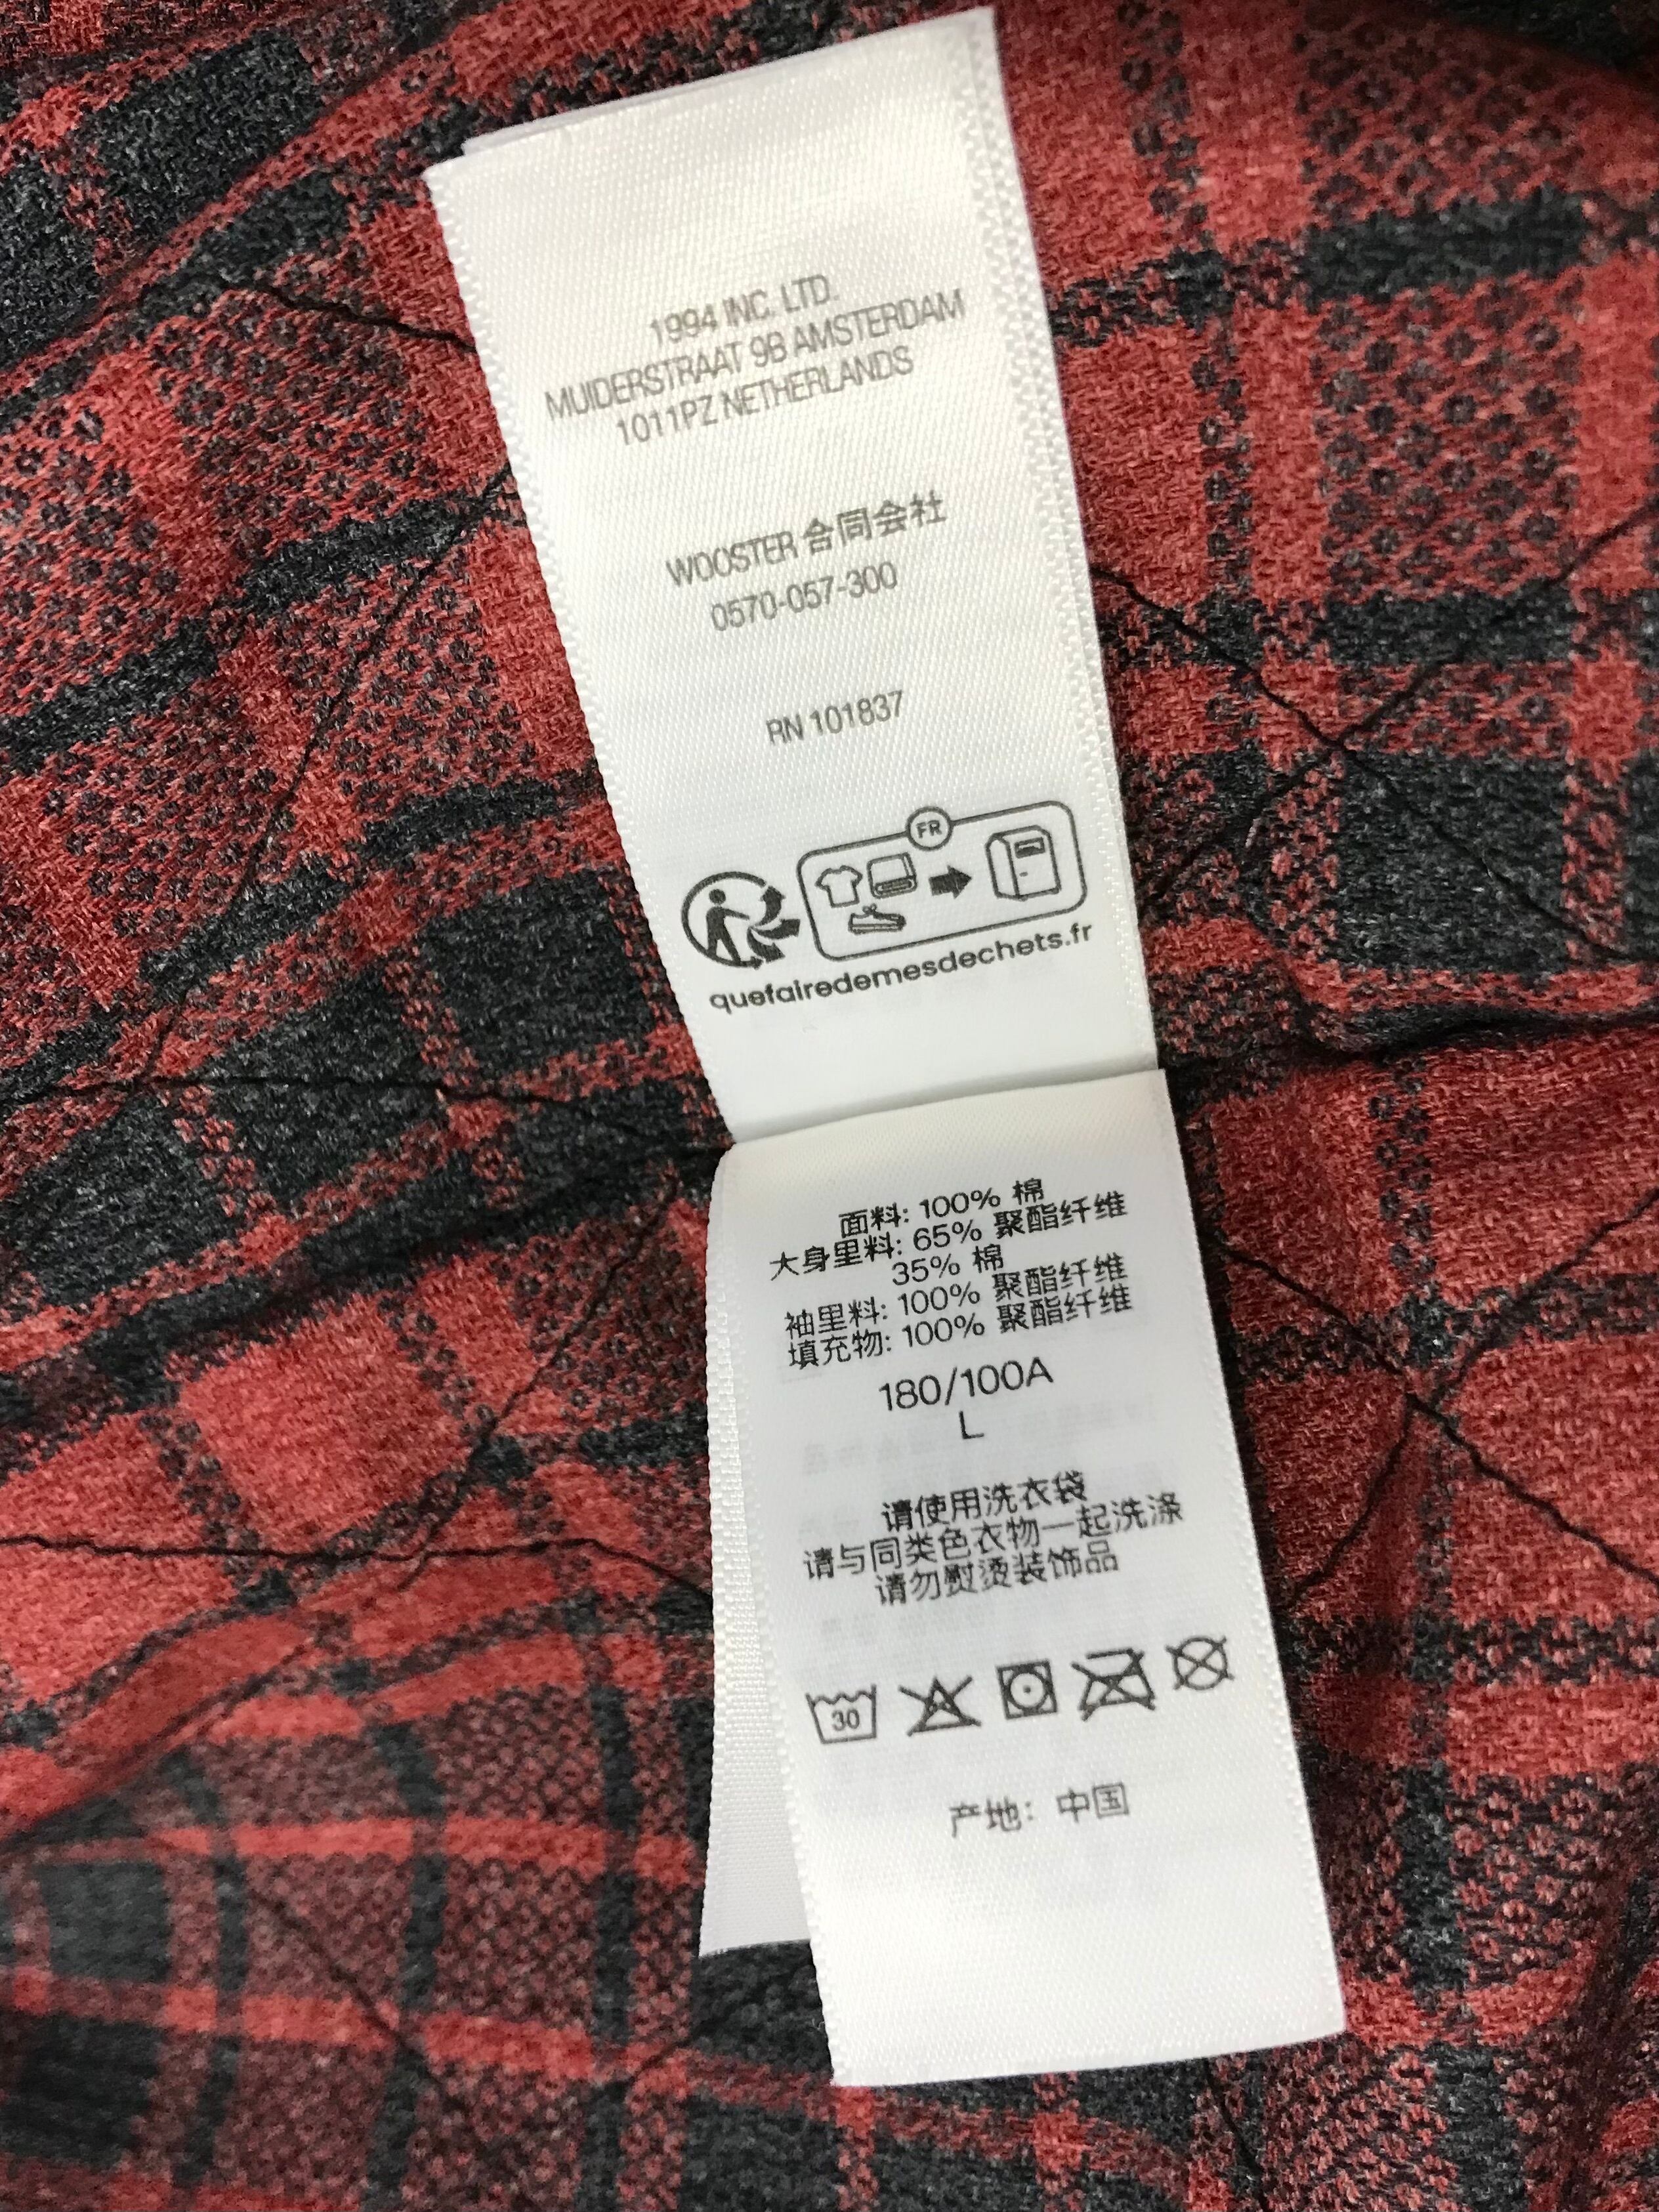 1994 INC. LTD.
MUIDERSTRAAT 9B AMSTERDAM
1011PZ NETHERLANDS
WOOSTER 合同会社
0570-057-300
RN 101837
FR
quefairedemesdechets.fr
面料: 100% 棉
大身里料: 65% 聚酯纤维
35% 棉
袖里料: 100% 聚酯纤维
填充物: 100% 聚酯纤维
180/100A
L
请使用洗衣袋
请与同类色衣物一起洗涤
请勿熨烫装饰品
30
产地: 中国